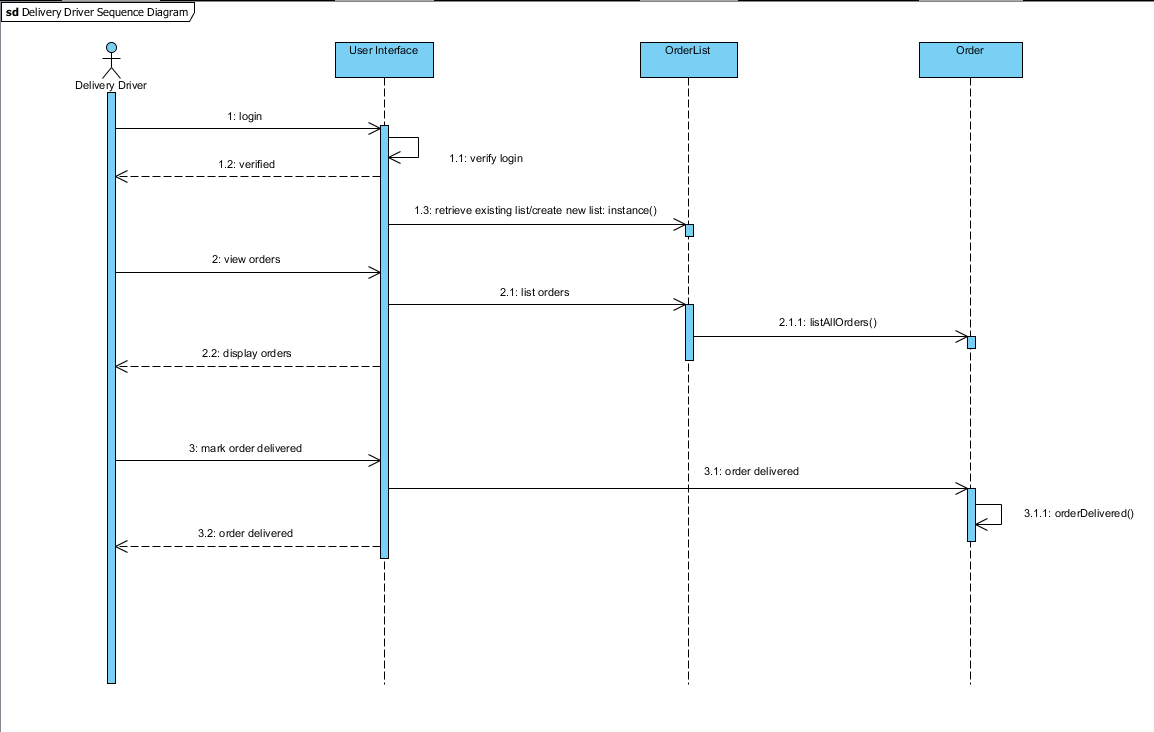 sd Delivery Driver Sequence Diagram
Delivery Driver
User Interface
OrderList
Order
1: login
1.1: verify login
1.2: verified
1.3: retrieve existing list/create new list: instance()
2: view orders
2.1: list orders
2.1.1: listAllOrders()
2.2: display orders
3: mark order delivered
3.1: order delivered
3.1.1: orderDelivered()
3.2: order delivered